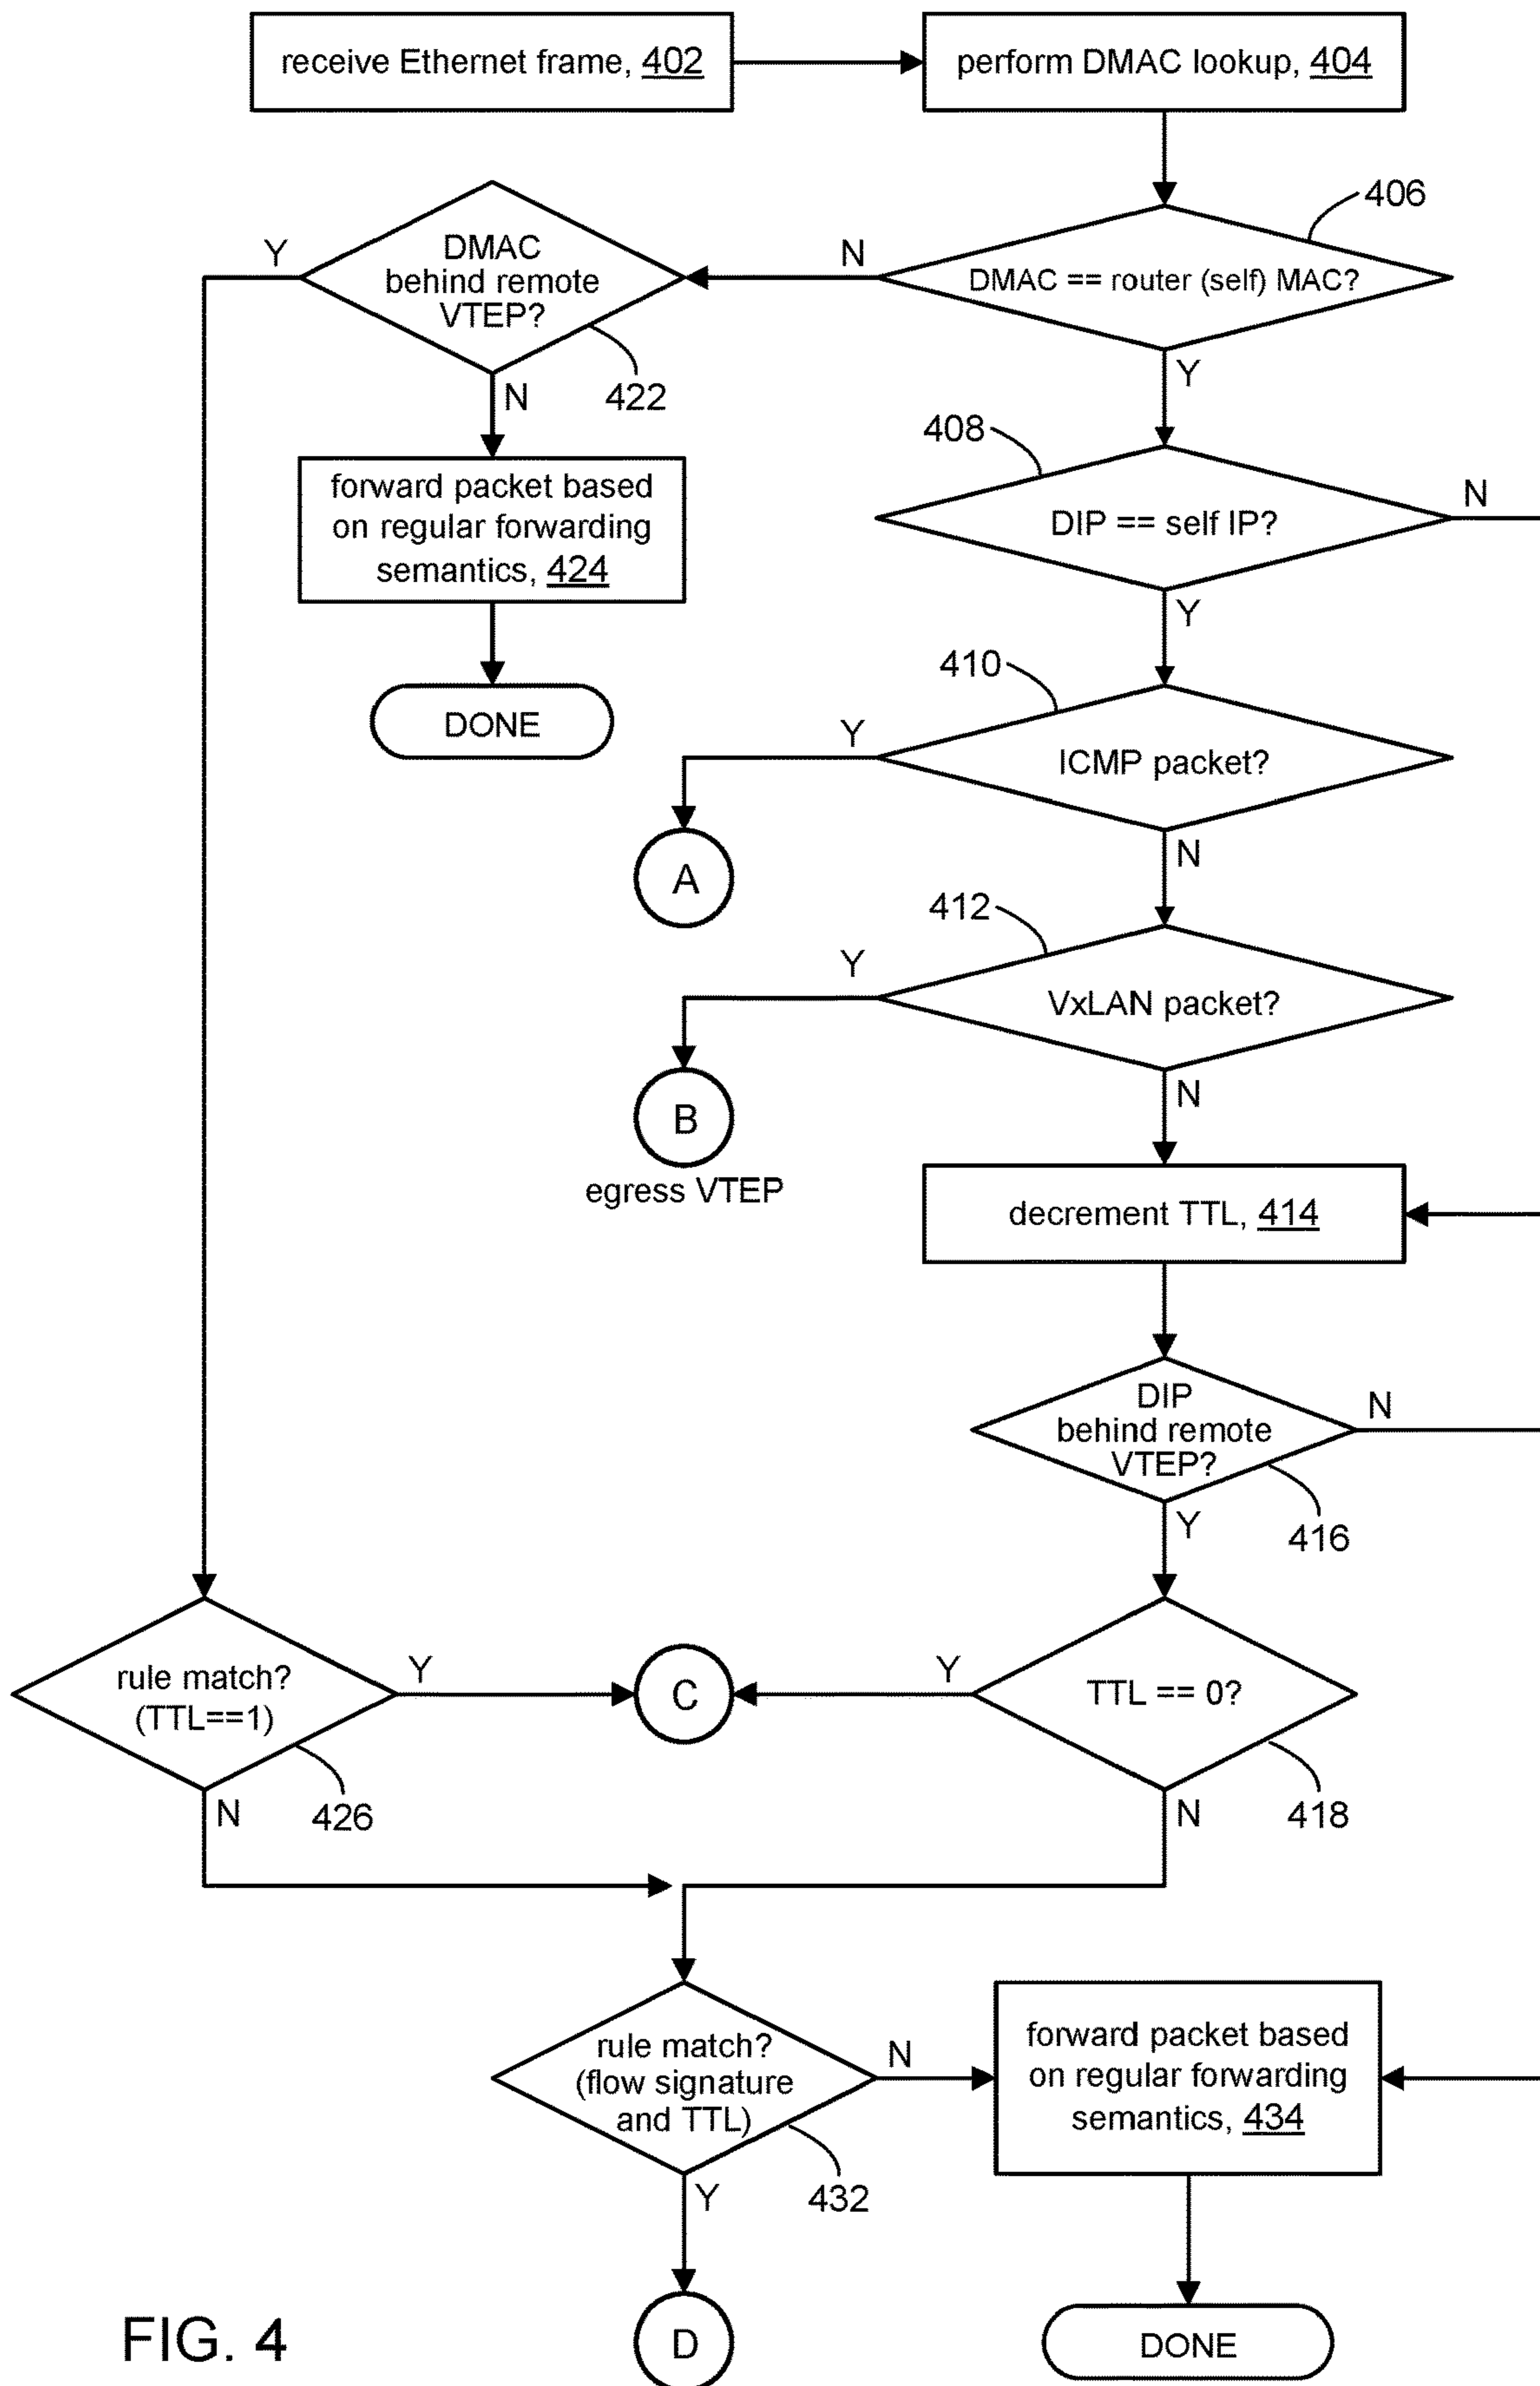 receive Ethernet frame, 402
perform DMAC lookup, 404
406
DMAC == router (self) MAC?
N
Y
DMAC
behind remote
VTEP?
Y
422
N
forward packet based
on regular forwarding
semantics, 424
DONE
408
DIP == self IP?
N
Y
410
ICMP packet?
Y
A
N
412
VxLAN packet?
Y
B
egress VTEP
N
decrement TTL, 414
DIP
behind remote
VTEP?
N
416
Y
rule match?
(TTL==1)
Y
426
N
C
TTL == 0?
Y
418
N
rule match?
(flow signature
and TTL)
N
432
Y
forward packet based
on regular forwarding
semantics, 434
D
DONE
FIG. 4